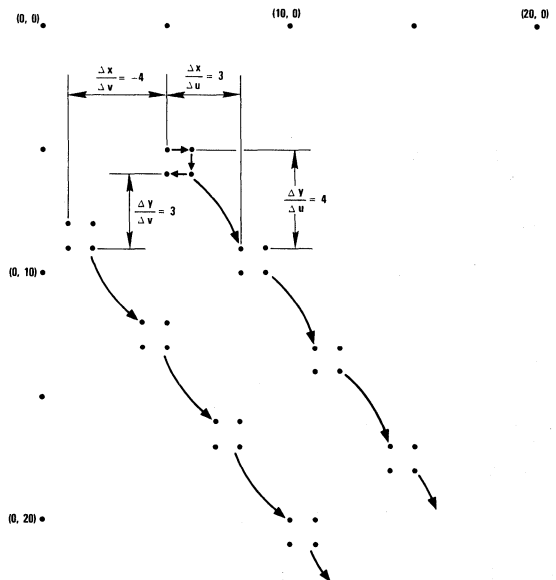 (0, 0)
(10, 0)
(20, 0)
Δx/Δv = -4
Δx/Δu = 3
Δy/Δv = 3
Δy/Δu = 4
(0, 10)
(0, 20)